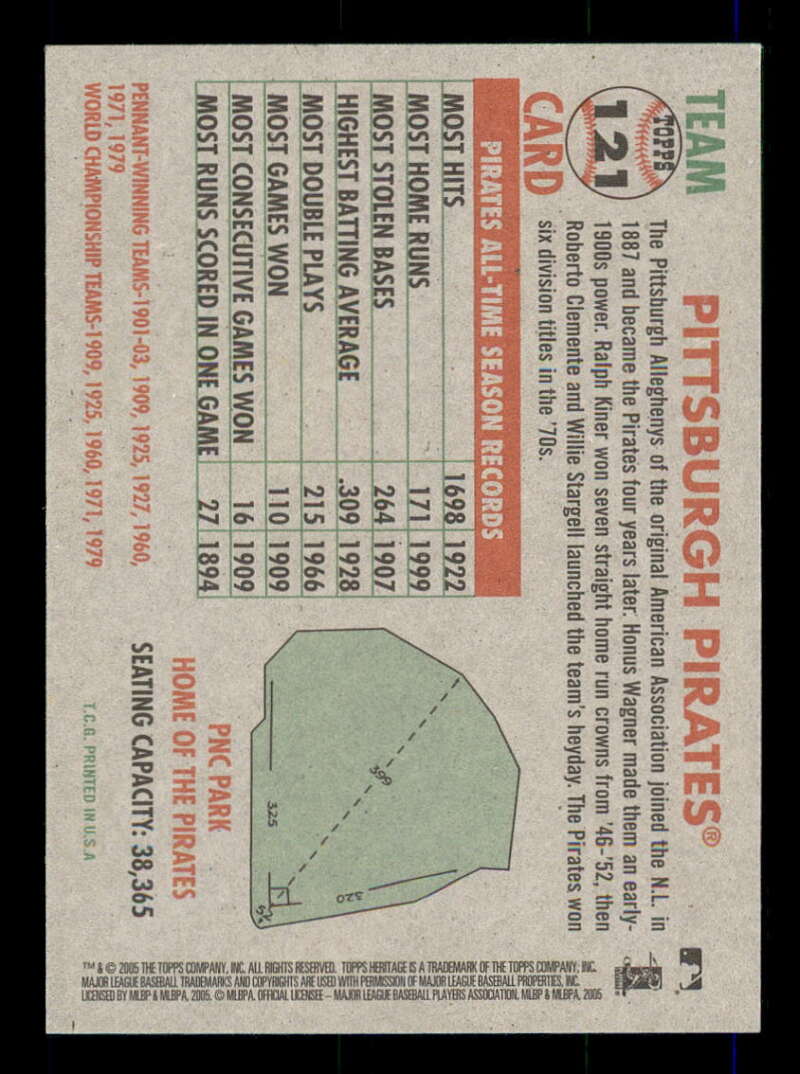 TEAM
TOPPS
121
CARD
PITTSBURGH PIRATES®
The Pittsburgh Alleghenys of the original American Association joined the N.L. in
1887 and became the Pirates four years later. Honus Wagner made them an early-
1900s power. Ralph Kiner won seven straight home run crowns from '46-'52, then
Roberto Clemente and Willie Stargell launched the team's heyday. The Pirates won
six division titles in the '70s.
PIRATES ALL-TIME SEASON RECORDS
MOST HITS 1698 1922
MOST HOME RUNS 171 1999
MOST STOLEN BASES 264 1907
HIGHEST BATTING AVERAGE .309 1928
MOST DOUBLE PLAYS 215 1966
MOST GAMES WON 110 1909
MOST CONSECUTIVE GAMES WON 16 1909
MOST RUNS SCORED IN ONE GAME 27 1894
PENNANT-WINNING TEAMS-1901-03, 1909, 1925, 1927, 1960,
1971, 1979
WORLD CHAMPIONSHIP TEAMS-1909, 1925, 1960, 1971, 1979
399
325
320
PNC PARK
HOME OF THE PIRATES
SEATING CAPACITY: 38,365
T.C.G. PRINTED IN U.S.A
™ & © 2005 THE TOPPS COMPANY, INC. ALL RIGHTS RESERVED. TOPPS HERITAGE IS A TRADEMARK OF THE TOPPS COMPANY, INC.
MAJOR LEAGUE BASEBALL TRADEMARKS AND COPYRIGHTS ARE USED WITH PERMISSION OF MAJOR LEAGUE BASEBALL PROPERTIES, INC.
LICENSED BY MLBP & MLBPA, 2005. © MLBPA. OFFICIAL LICENSEE – MAJOR LEAGUE BASEBALL PLAYERS ASSOCIATION. MLBP & MLBPA, 2005